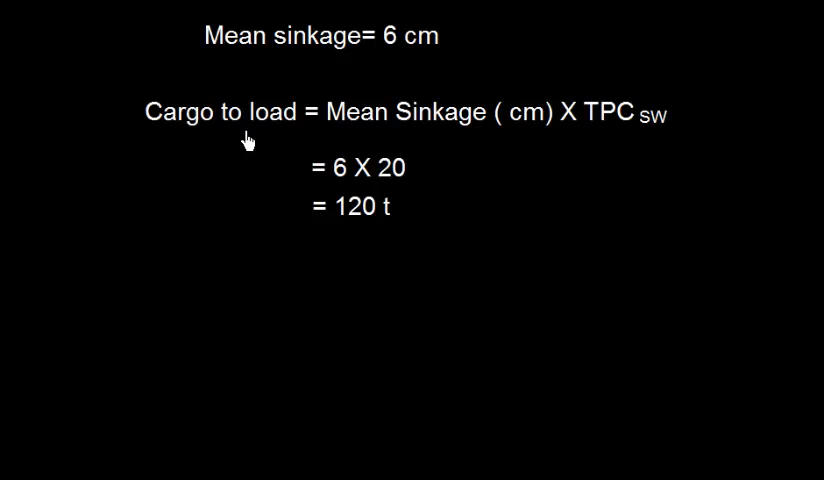 Mean sinkage= 6 cm
Cargo to load = Mean Sinkage ( cm) X TPC SW
= 6 X 20
= 120 t